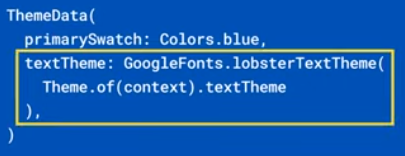 ThemeData(
  primarySwatch: Colors.blue,
  textTheme: GoogleFonts.lobsterTextTheme(
    Theme.of(context).textTheme
  ),
)